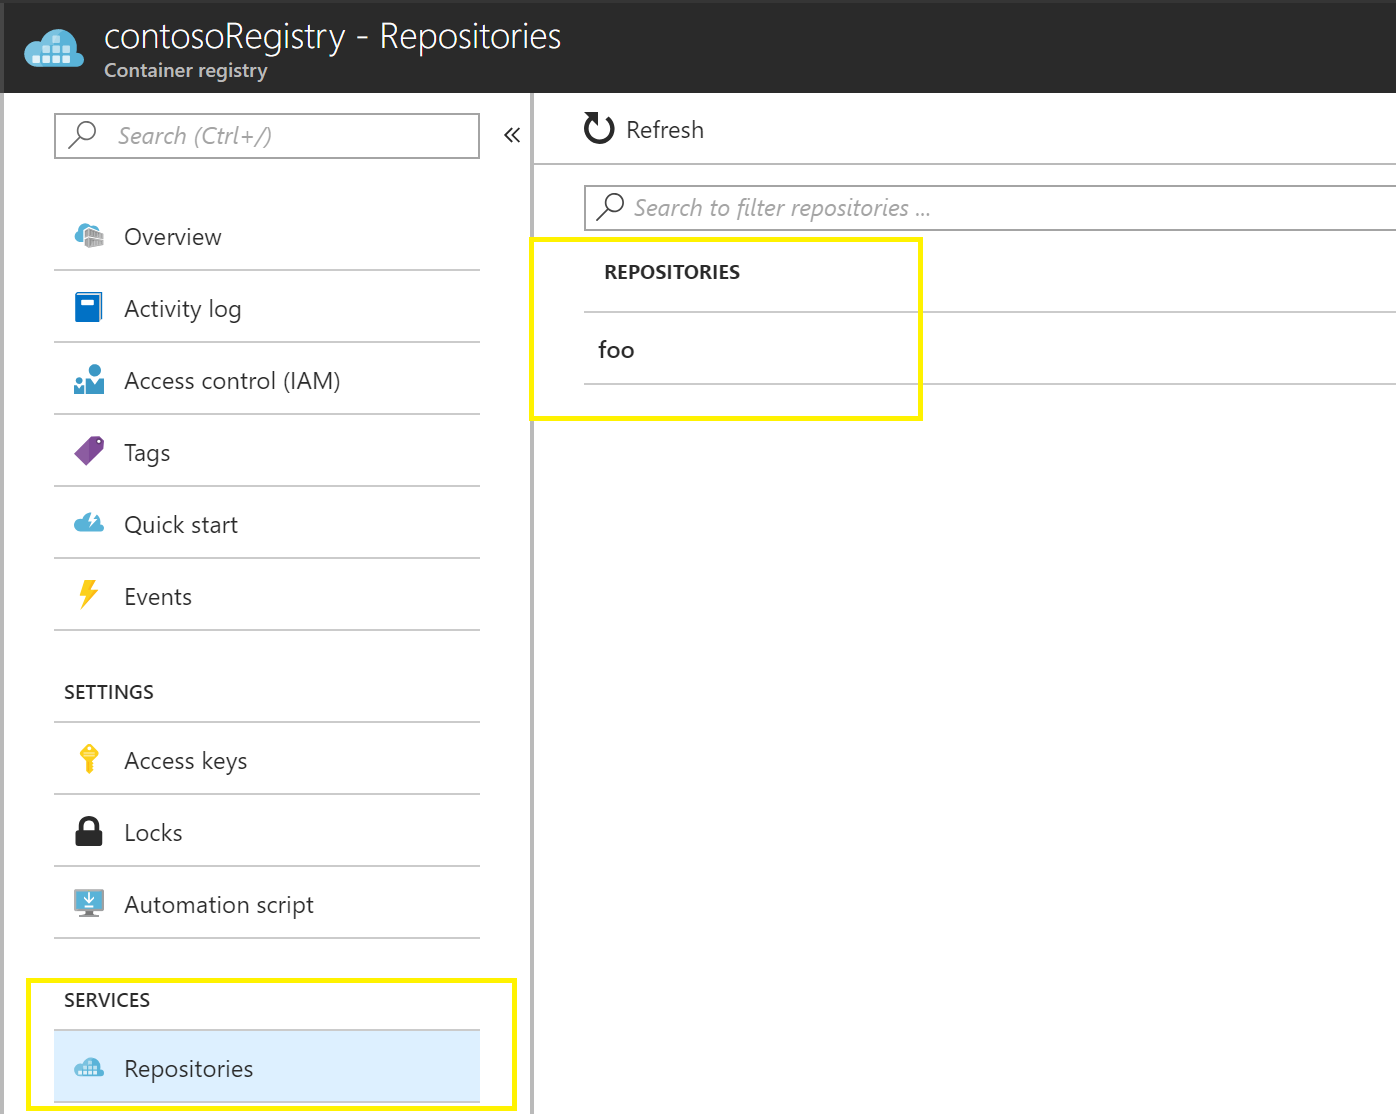 contosoRegistry - Repositories
Container registry
Search (Ctrl+/)
«
Overview
Activity log
Access control (IAM)
Tags
Quick start
Events
SETTINGS
Access keys
Locks
Automation script
SERVICES
Repositories
Refresh
Search to filter repositories ...
REPOSITORIES
foo